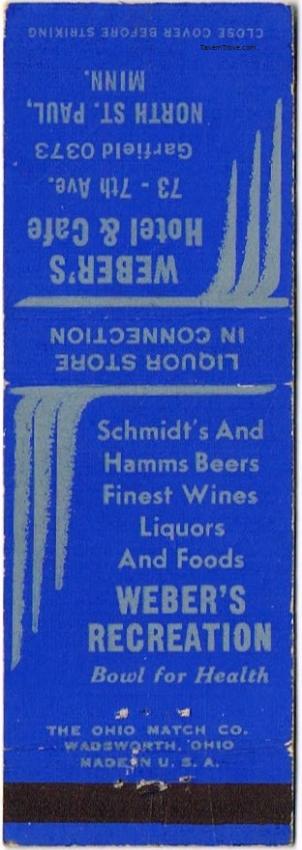 CLOSE COVER BEFORE STRIKING
TavernTrove.com
WEBER'S
Hotel & Cafe
73 - 7th Ave.
Garfield 0373
NORTH ST. PAUL,
MINN.
LIQUOR STORE
IN CONNECTION
Schmidt's And
Hamms Beers
Finest Wines
Liquors
And Foods
WEBER'S
RECREATION
Bowl for Health
THE OHIO MATCH CO.
WADSWORTH, OHIO
MADE IN U. S. A.